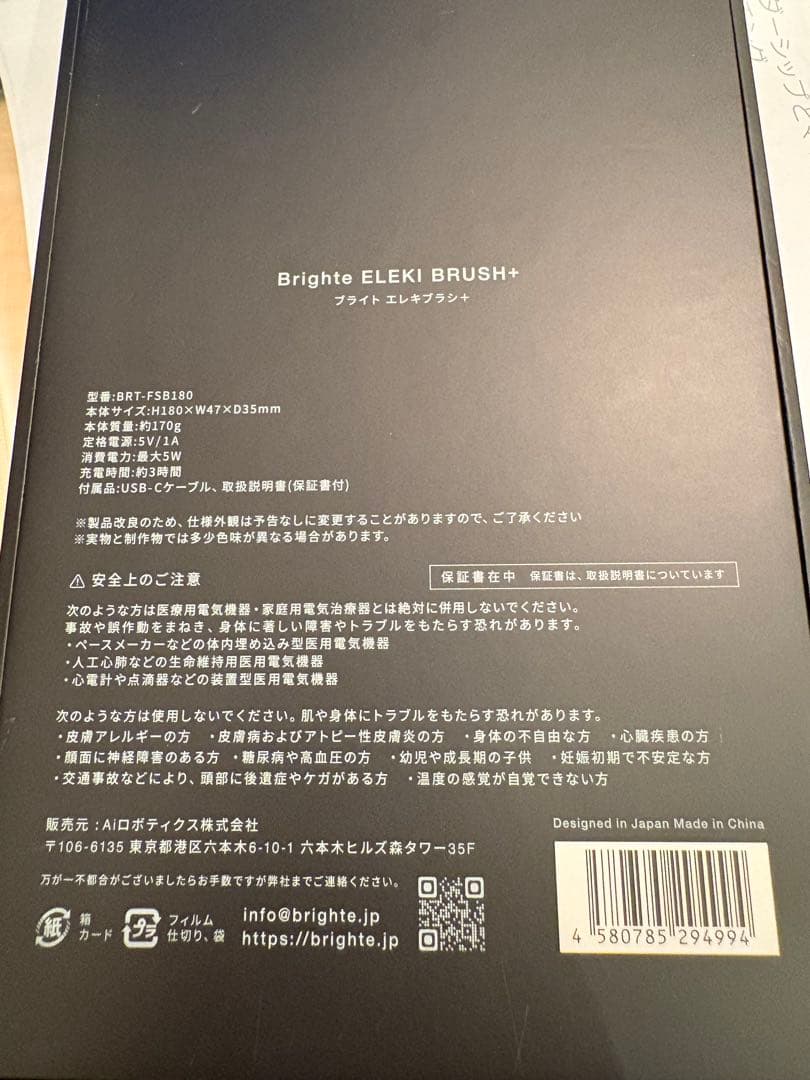 Brighte ELEKI BRUSH+
ブライト エレキブラシ+
型番:BRT-FSB180
本体サイズ:H180×W47×D35mm
本体質量:約170g
定格電源:5V/1A
消費電力:最大5W
充電時間:約3時間
付属品:USB-Cケーブル、取扱説明書(保証書付)
※製品改良のため、仕様外観は予告なしに変更することがありますので、ご了承ください
※実物と制作物では多少色味が異なる場合があります。
⚠ 安全上のご注意
保証書在中 保証書は、取扱説明書についています
次のような方は医療用電気機器・家庭用電気治療器とは絶対に併用しないでください。
事故や誤作動をまねき、身体に著しい障害やトラブルをもたらす恐れがあります。
・ペースメーカーなどの体内埋め込み型医用電気機器
・人工心肺などの生命維持用医用電気機器
・心電計や点滴器などの装置型医用電気機器
次のような方は使用しないでください。肌や身体にトラブルをもたらす恐れがあります。
・皮膚アレルギーの方 ・皮膚病およびアトピー性皮膚炎の方 ・身体の不自由な方 ・心臓疾患の方
・顔面に神経障害のある方 ・糖尿病や高血圧の方 ・幼児や成長期の子供 ・妊娠初期で不安定な方
・交通事故などにより、頭部に後遺症やケガがある方 ・温度の感覚が自覚できない方
販売元:Aiロボティクス株式会社
〒106-6135 東京都港区六本木6-10-1 六本木ヒルズ森タワー35F
万が一不都合がございましたらお手数ですが弊社までご連絡ください。
紙 箱
カード
プラ フィルム
仕切り、袋
info@brighte.jp
https://brighte.jp
Designed in Japan Made in China
4 580785 294994
ダーシップと